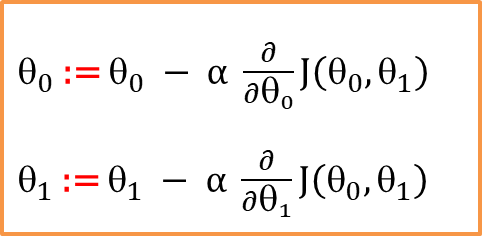 θ₀ := θ₀ − α ∂/∂θ₀ J(θ₀,θ₁)
θ₁ := θ₁ − α ∂/∂θ₁ J(θ₀,θ₁)